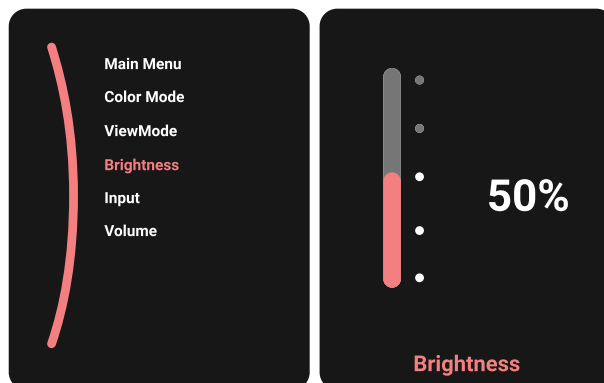 Main Menu
Color Mode
ViewMode
Brightness
Input
Volume
50%
Brightness